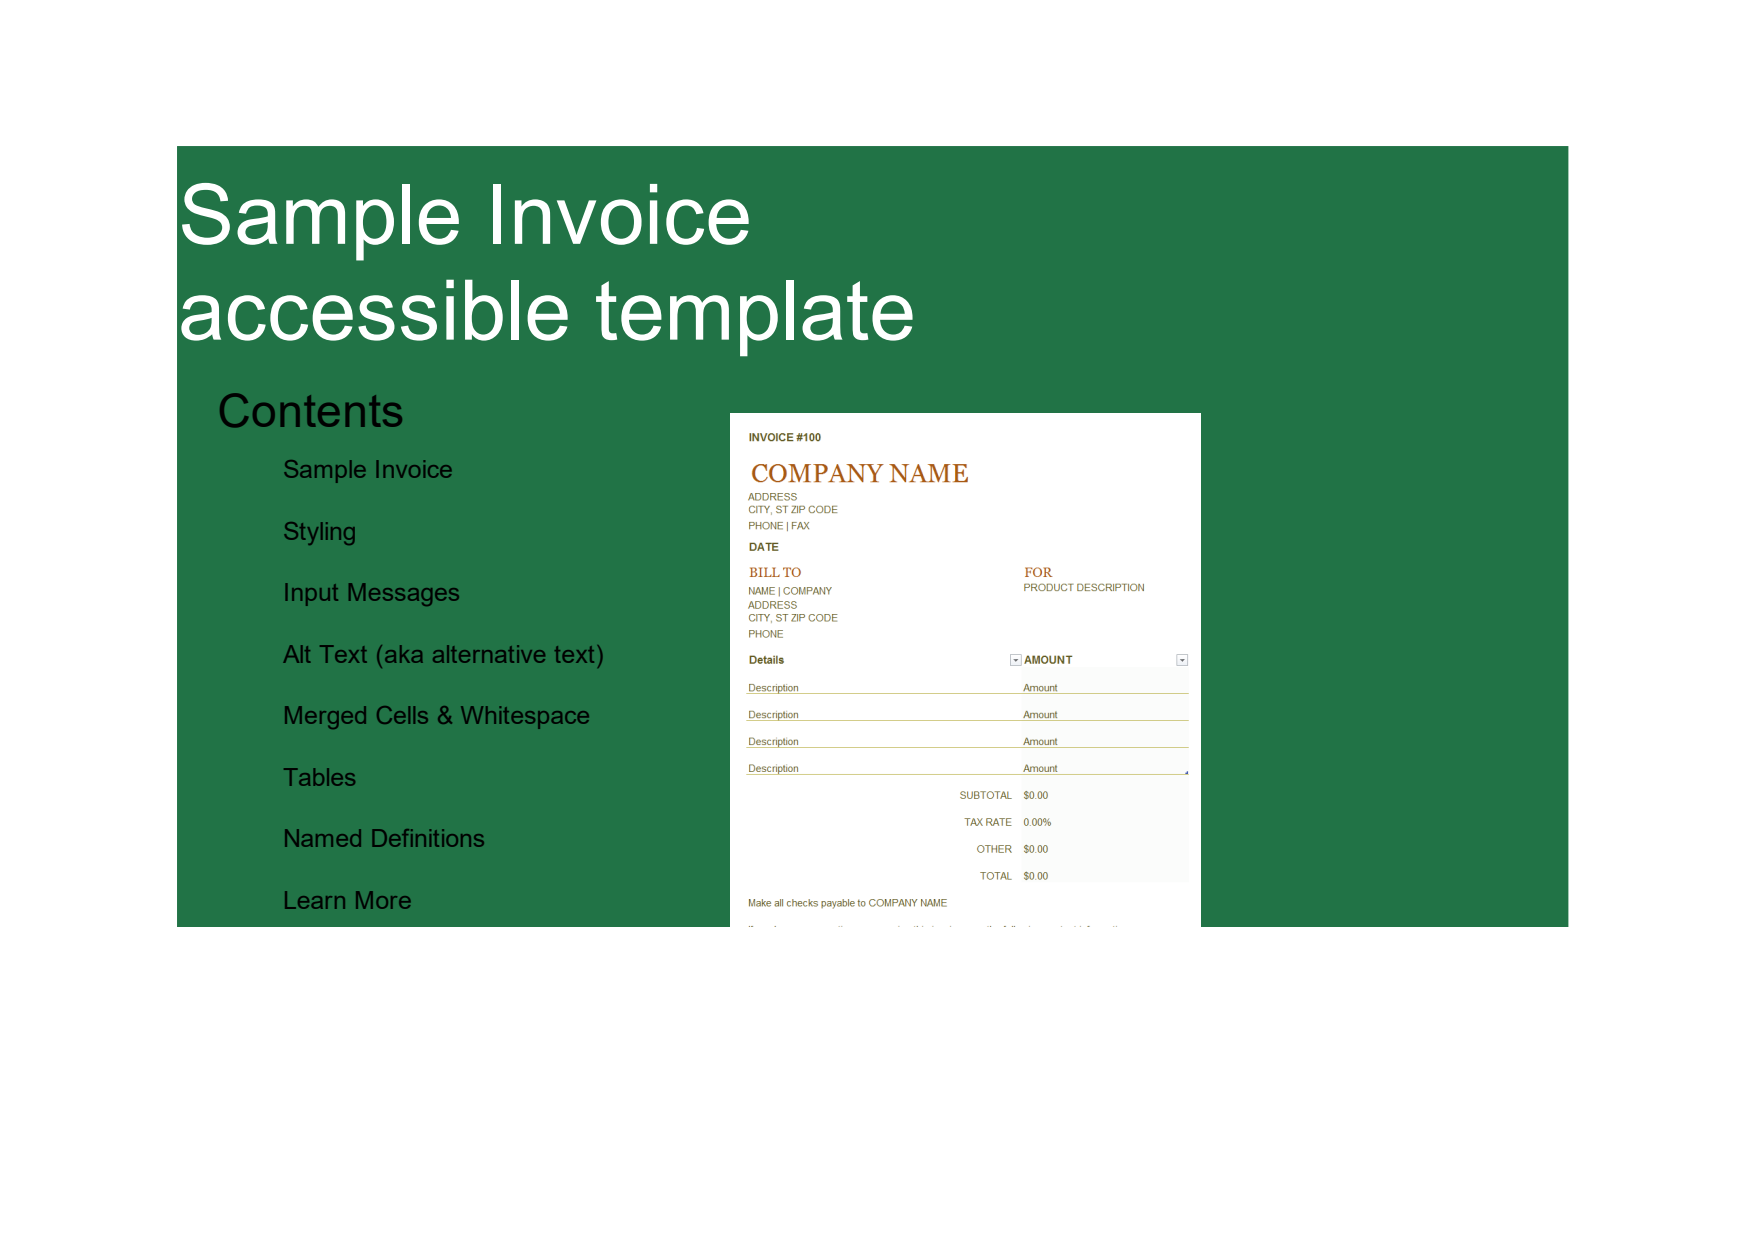 Sample Invoice
accessible template
Contents
Sample Invoice
Styling
Input Messages
Alt Text (aka alternative text)
Merged Cells & Whitespace
Tables
Named Definitions
Learn More
INVOICE #100
COMPANY NAME
ADDRESS
CITY, ST ZIP CODE
PHONE | FAX
DATE
BILL TO FOR
NAME | COMPANY PRODUCT DESCRIPTION
ADDRESS
CITY, ST ZIP CODE
PHONE
Details AMOUNT
Description Amount
Description Amount
Description Amount
Description Amount
SUBTOTAL $0.00
TAX RATE 0.00%
OTHER $0.00
TOTAL $0.00
Make all checks payable to COMPANY NAME